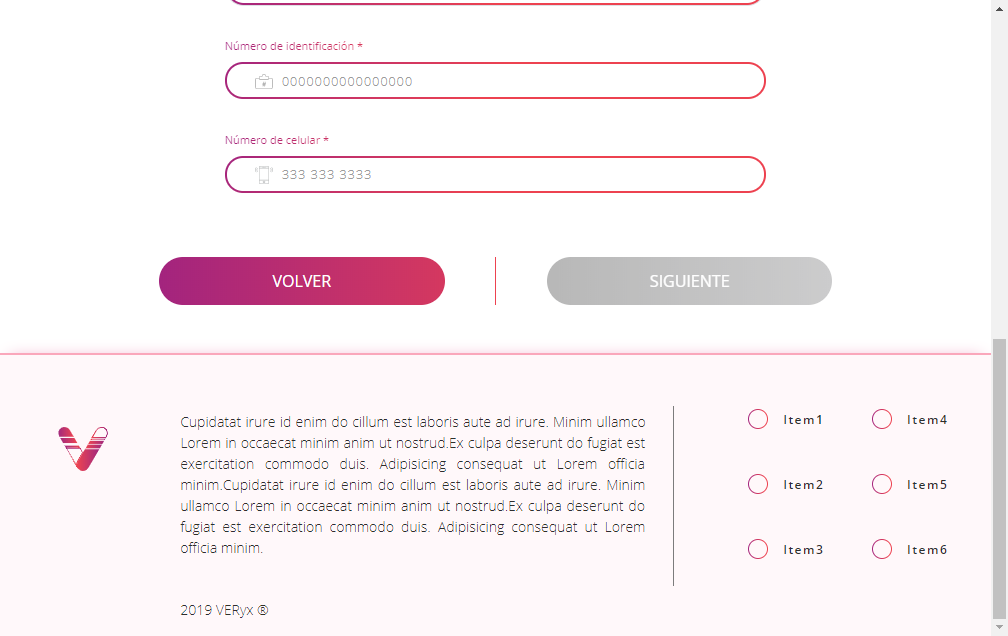 Número de identificación *
0000000000000000
Número de celular *
333 333 3333
VOLVER
SIGUIENTE
Cupidatat irure id enim do cillum est laboris aute ad irure. Minim ullamco
Lorem in occaecat minim anim ut nostrud.Ex culpa deserunt do fugiat est
exercitation commodo duis. Adipisicing consequat ut Lorem officia
minim.Cupidatat irure id enim do cillum est laboris aute ad irure. Minim
ullamco Lorem in occaecat minim anim ut nostrud.Ex culpa deserunt do
fugiat est exercitation commodo duis. Adipisicing consequat ut Lorem
officia minim.
2019 VERyx ®
Item1
Item4
Item2
Item5
Item3
Item6